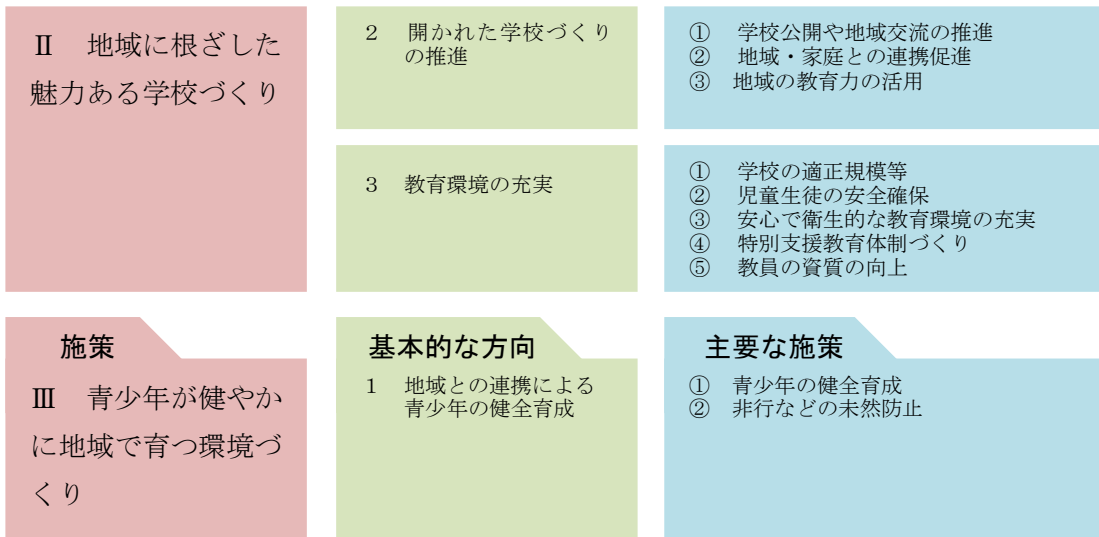 Ⅱ　地域に根ざした
魅力ある学校づくり
２　開かれた学校づくり
の推進
①　学校公開や地域交流の推進
②　地域・家庭との連携促進
③　地域の教育力の活用
３　教育環境の充実
①　学校の適正規模等
②　児童生徒の安全確保
③　安心で衛生的な教育環境の充実
④　特別支援教育体制づくり
⑤　教員の資質の向上
施策
Ⅲ　青少年が健やか
に地域で育つ環境づ
くり
基本的な方向
１　地域との連携による
青少年の健全育成
主要な施策
①　青少年の健全育成
②　非行などの未然防止